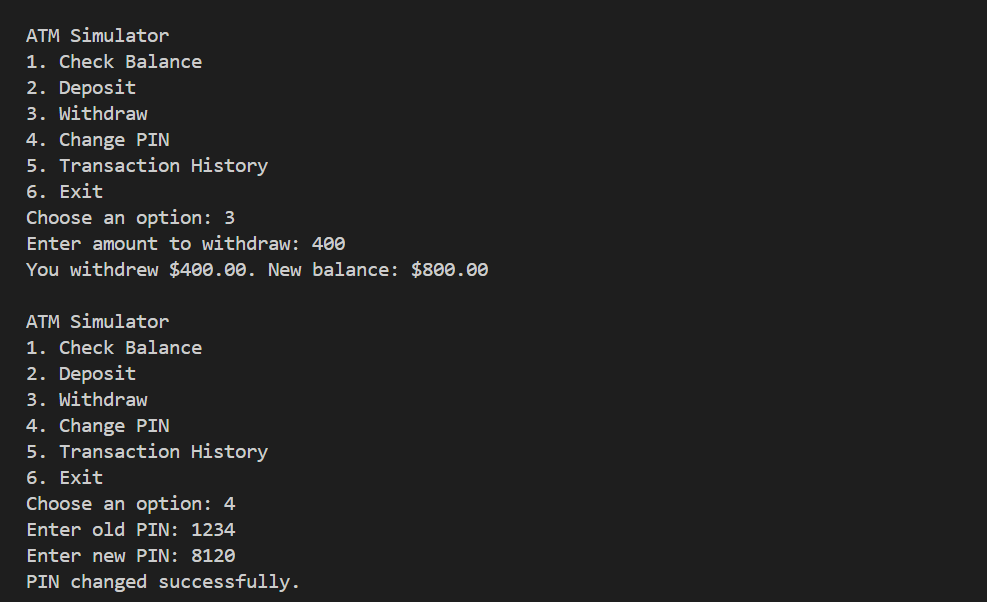 ATM Simulator
1. Check Balance
2. Deposit
3. Withdraw
4. Change PIN
5. Transaction History
6. Exit
Choose an option: 3
Enter amount to withdraw: 400
You withdrew $400.00. New balance: $800.00
ATM Simulator
1. Check Balance
2. Deposit
3. Withdraw
4. Change PIN
5. Transaction History
6. Exit
Choose an option: 4
Enter old PIN: 1234
Enter new PIN: 8120
PIN changed successfully.